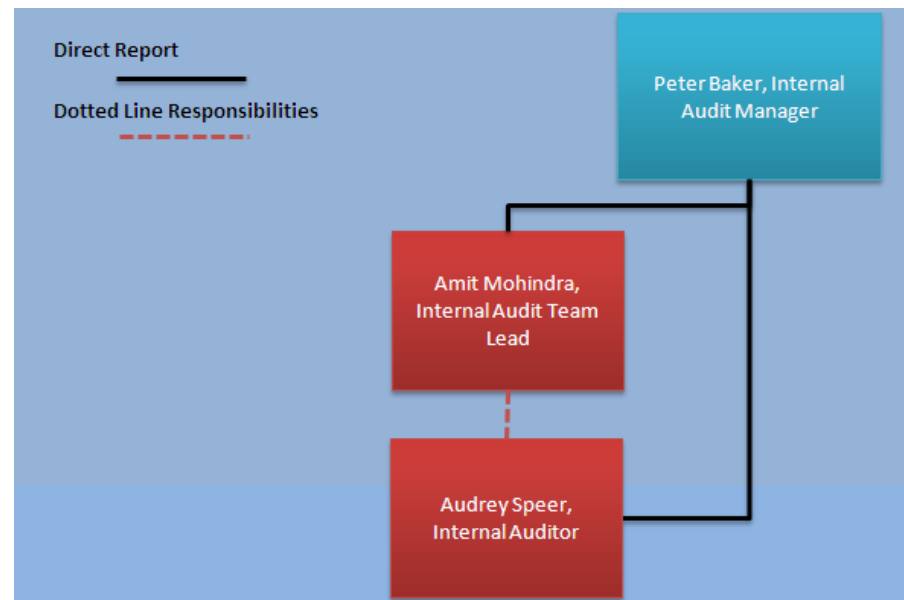 Direct Report
Dotted Line Responsibilities
Peter Baker, Internal
Audit Manager
Amit Mohindra,
Internal Audit Team
Lead
Audrey Speer,
Internal Auditor